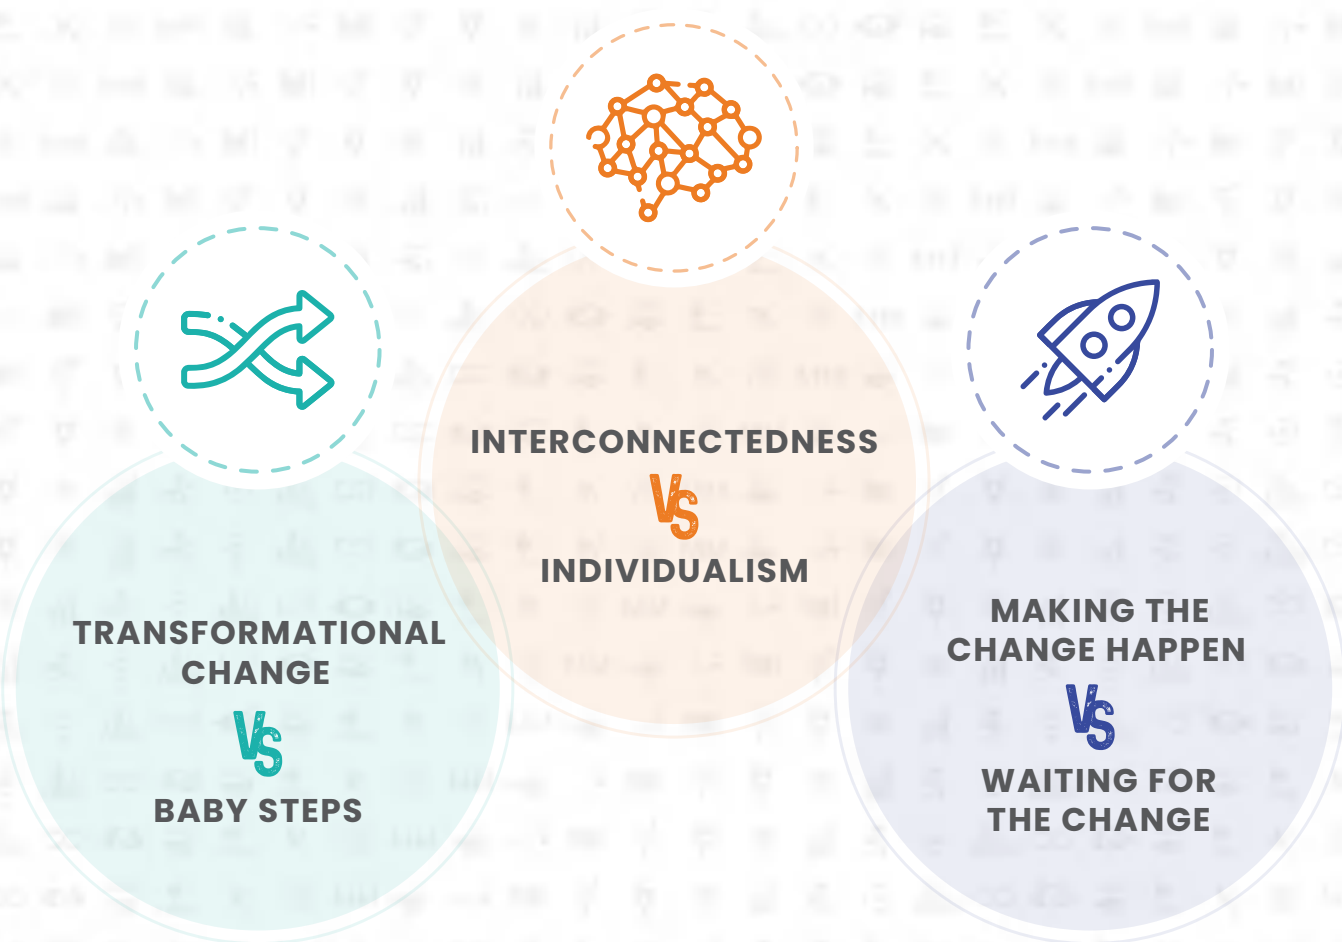 INTERCONNECTEDNESS
VS
INDIVIDUALISM
TRANSFORMATIONAL
CHANGE
VS
BABY STEPS
MAKING THE
CHANGE HAPPEN
VS
WAITING FOR
THE CHANGE